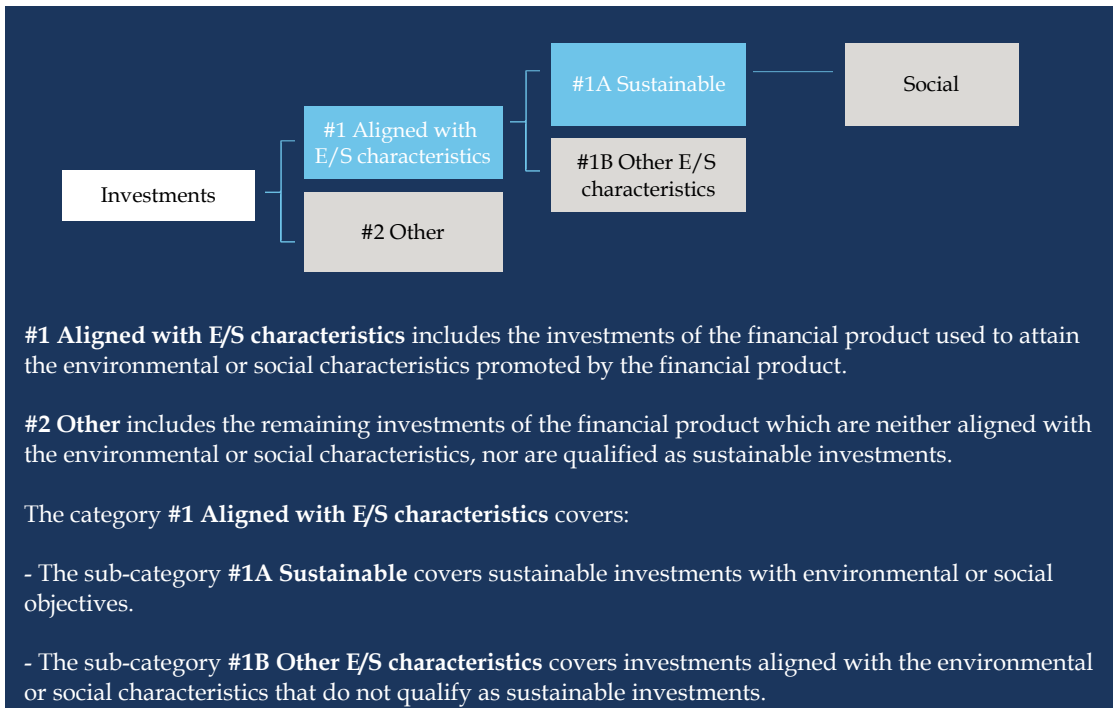 #1A Sustainable
Social
#1 Aligned with
E/S characteristics
#1B Other E/S
characteristics
Investments
#2 Other
#1 Aligned with E/S characteristics includes the investments of the financial product used to attain
the environmental or social characteristics promoted by the financial product.
#2 Other includes the remaining investments of the financial product which are neither aligned with
the environmental or social characteristics, nor are qualified as sustainable investments.
The category #1 Aligned with E/S characteristics covers:
- The sub-category #1A Sustainable covers sustainable investments with environmental or social
objectives.
- The sub-category #1B Other E/S characteristics covers investments aligned with the environmental
or social characteristics that do not qualify as sustainable investments.